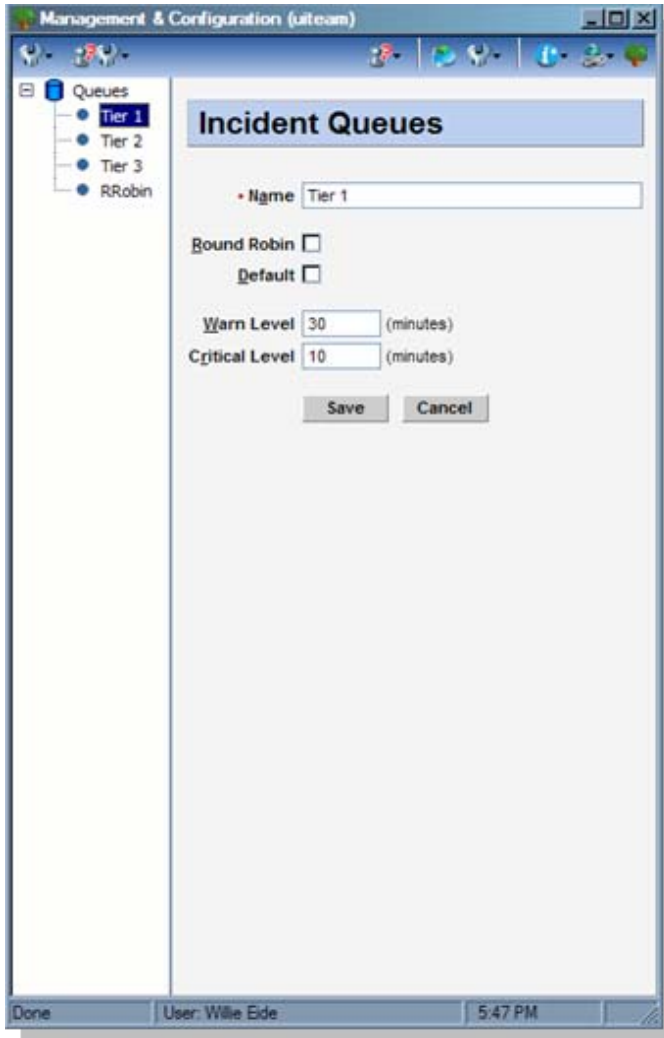 Management & Configuration (uiteam)
Queues
Tier 1
Tier 2
Tier 3
RRobin
Incident Queues
• Name Tier 1
Round Robin
Default
Warn Level 30 (minutes)
Critical Level 10 (minutes)
Save Cancel
Done User: Willie Eide 5:47 PM